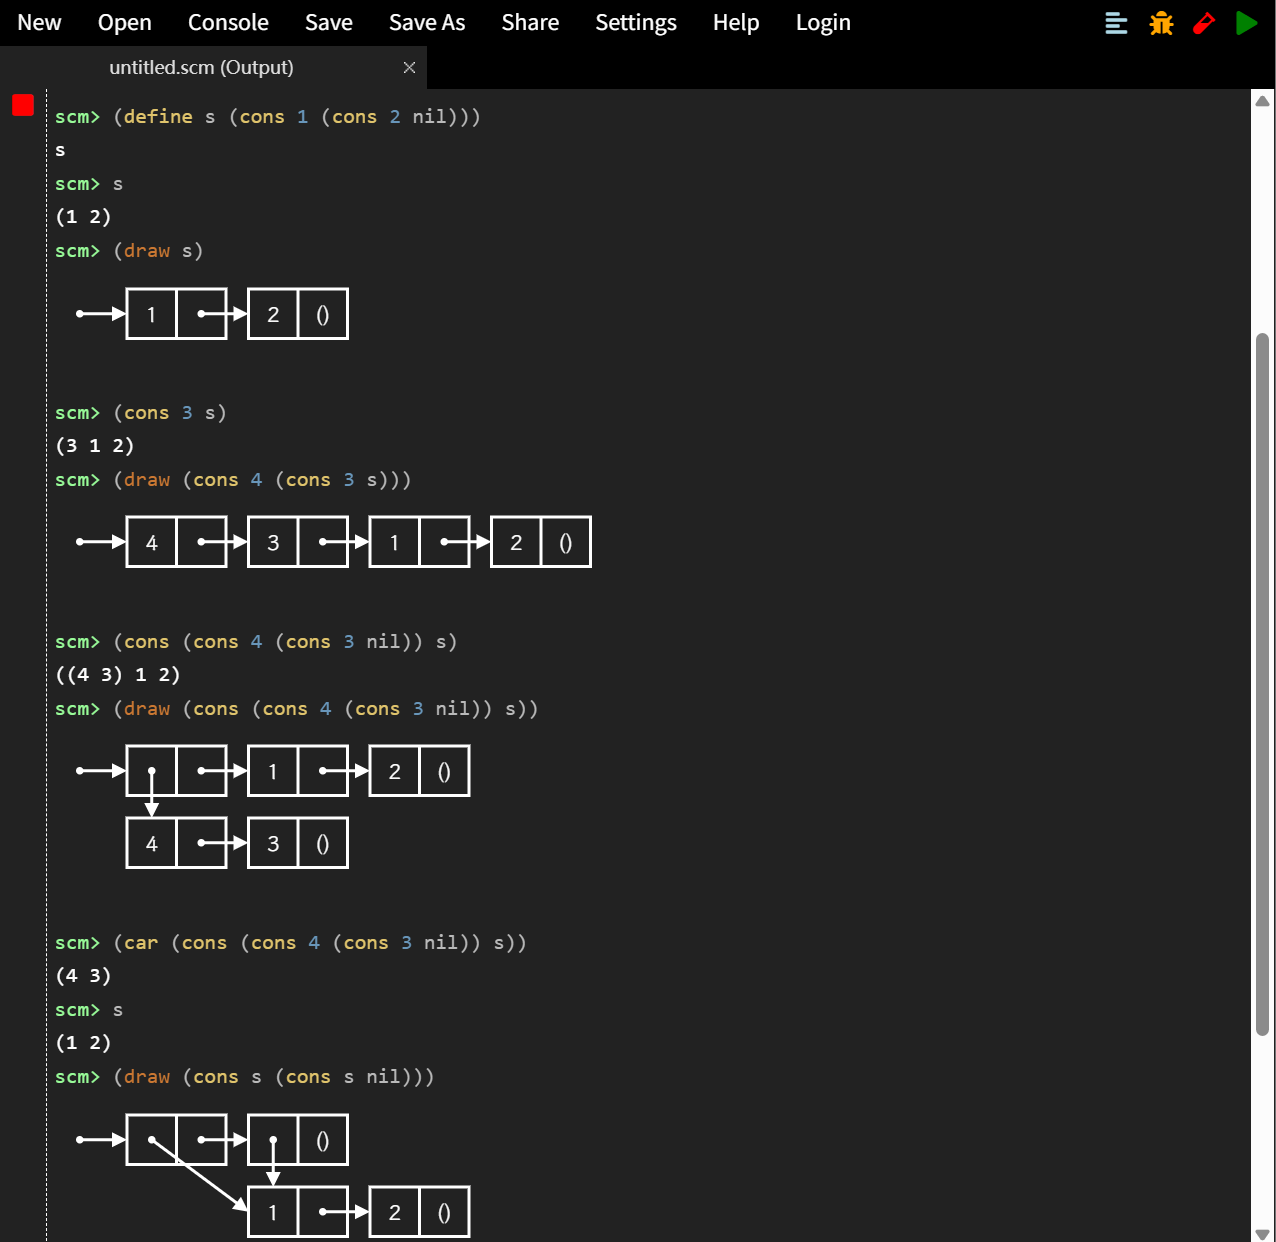 New Open Console Save Save As Share Settings Help Login
untitled.scm (Output) ×
scm> (define s (cons 1 (cons 2 nil)))
s
scm> s
(1 2)
scm> (draw s)
1 2 ()
scm> (cons 3 s)
(3 1 2)
scm> (draw (cons 4 (cons 3 s)))
4 3 1 2 ()
scm> (cons (cons 4 (cons 3 nil)) s)
((4 3) 1 2)
scm> (draw (cons (cons 4 (cons 3 nil)) s))
1 2 ()
4 3 ()
scm> (car (cons (cons 4 (cons 3 nil)) s))
(4 3)
scm> s
(1 2)
scm> (draw (cons s (cons s nil)))
()
1 2 ()